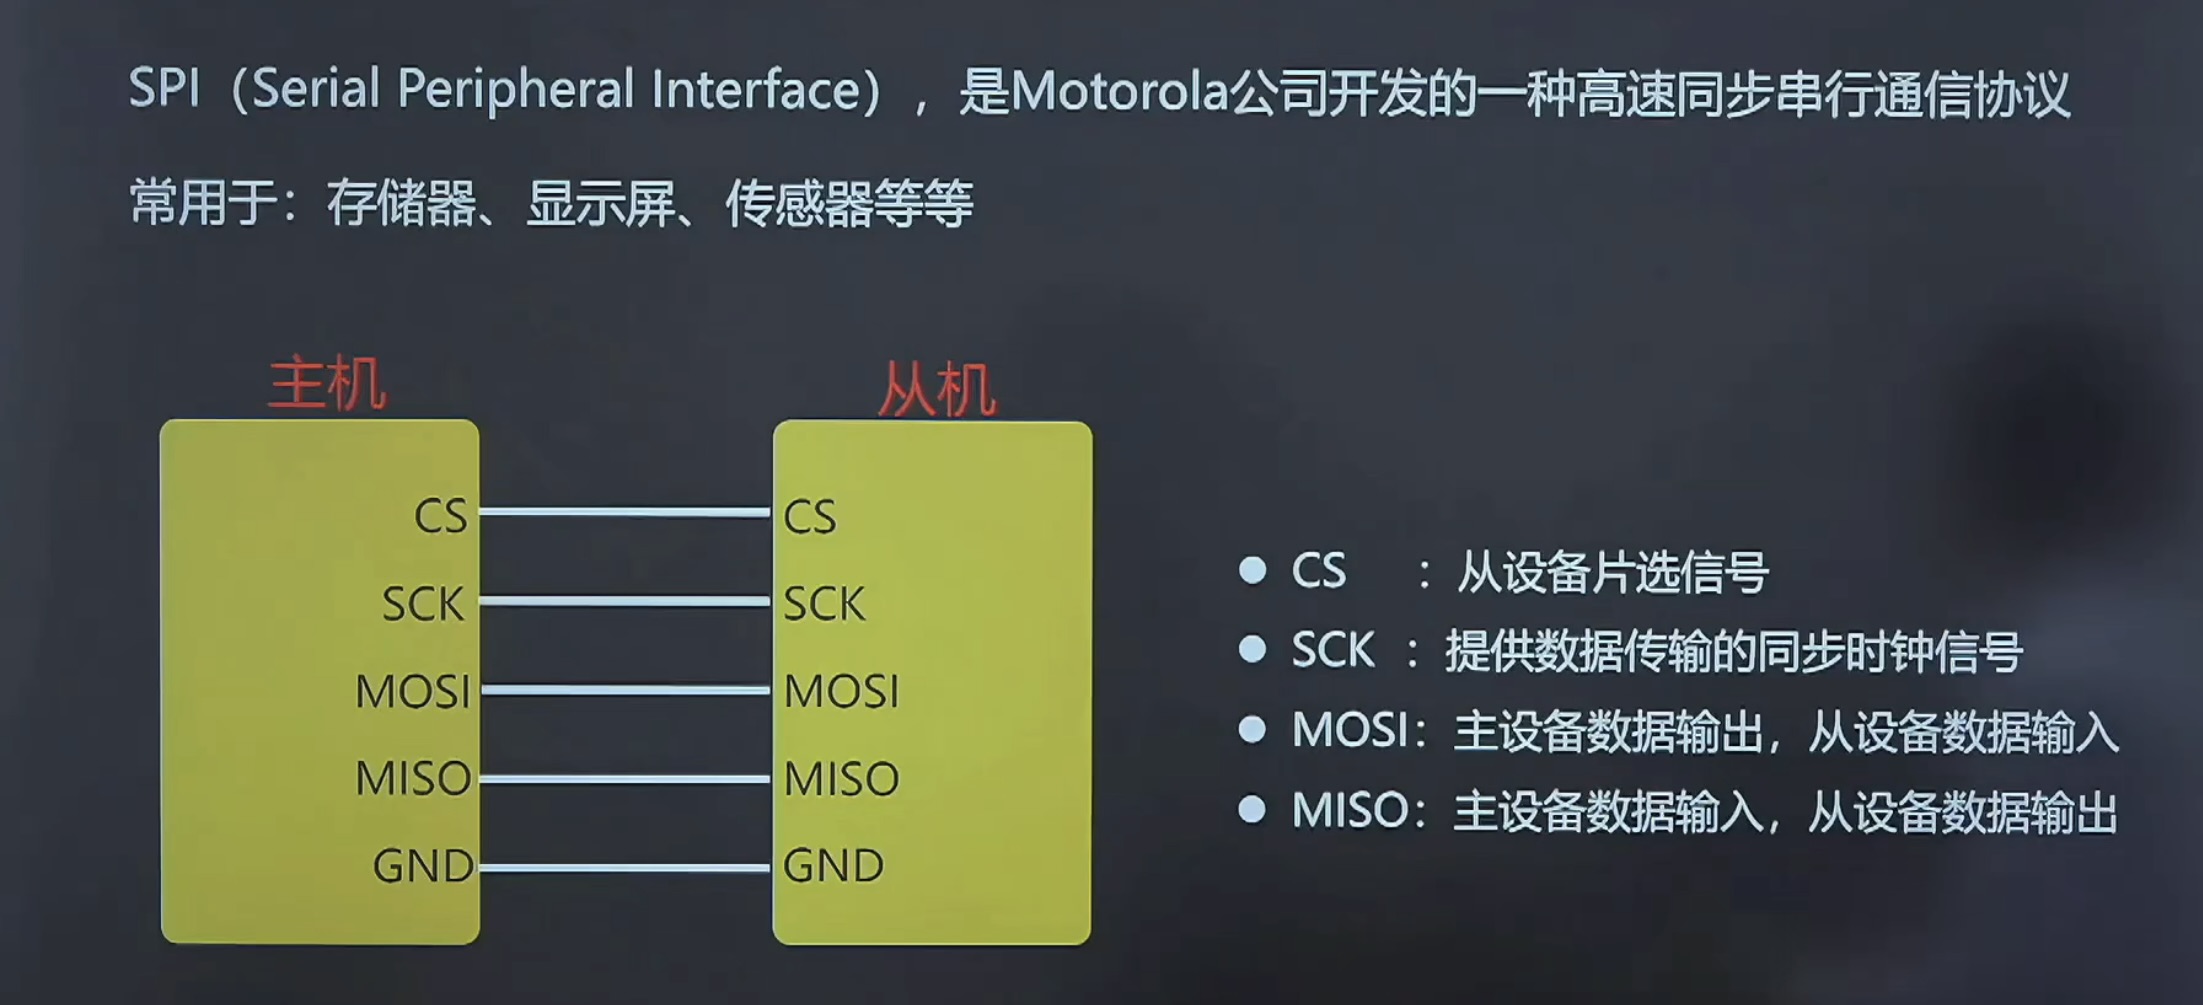 SPI（Serial Peripheral Interface），是Motorola公司开发的一种高速同步串行通信协议
常用于：存储器、显示屏、传感器等等
主机
从机
CS
CS
SCK
SCK
MOSI
MOSI
MISO
MISO
GND
GND
● CS ：从设备片选信号
● SCK ：提供数据传输的同步时钟信号
● MOSI：主设备数据输出，从设备数据输入
● MISO：主设备数据输入，从设备数据输出